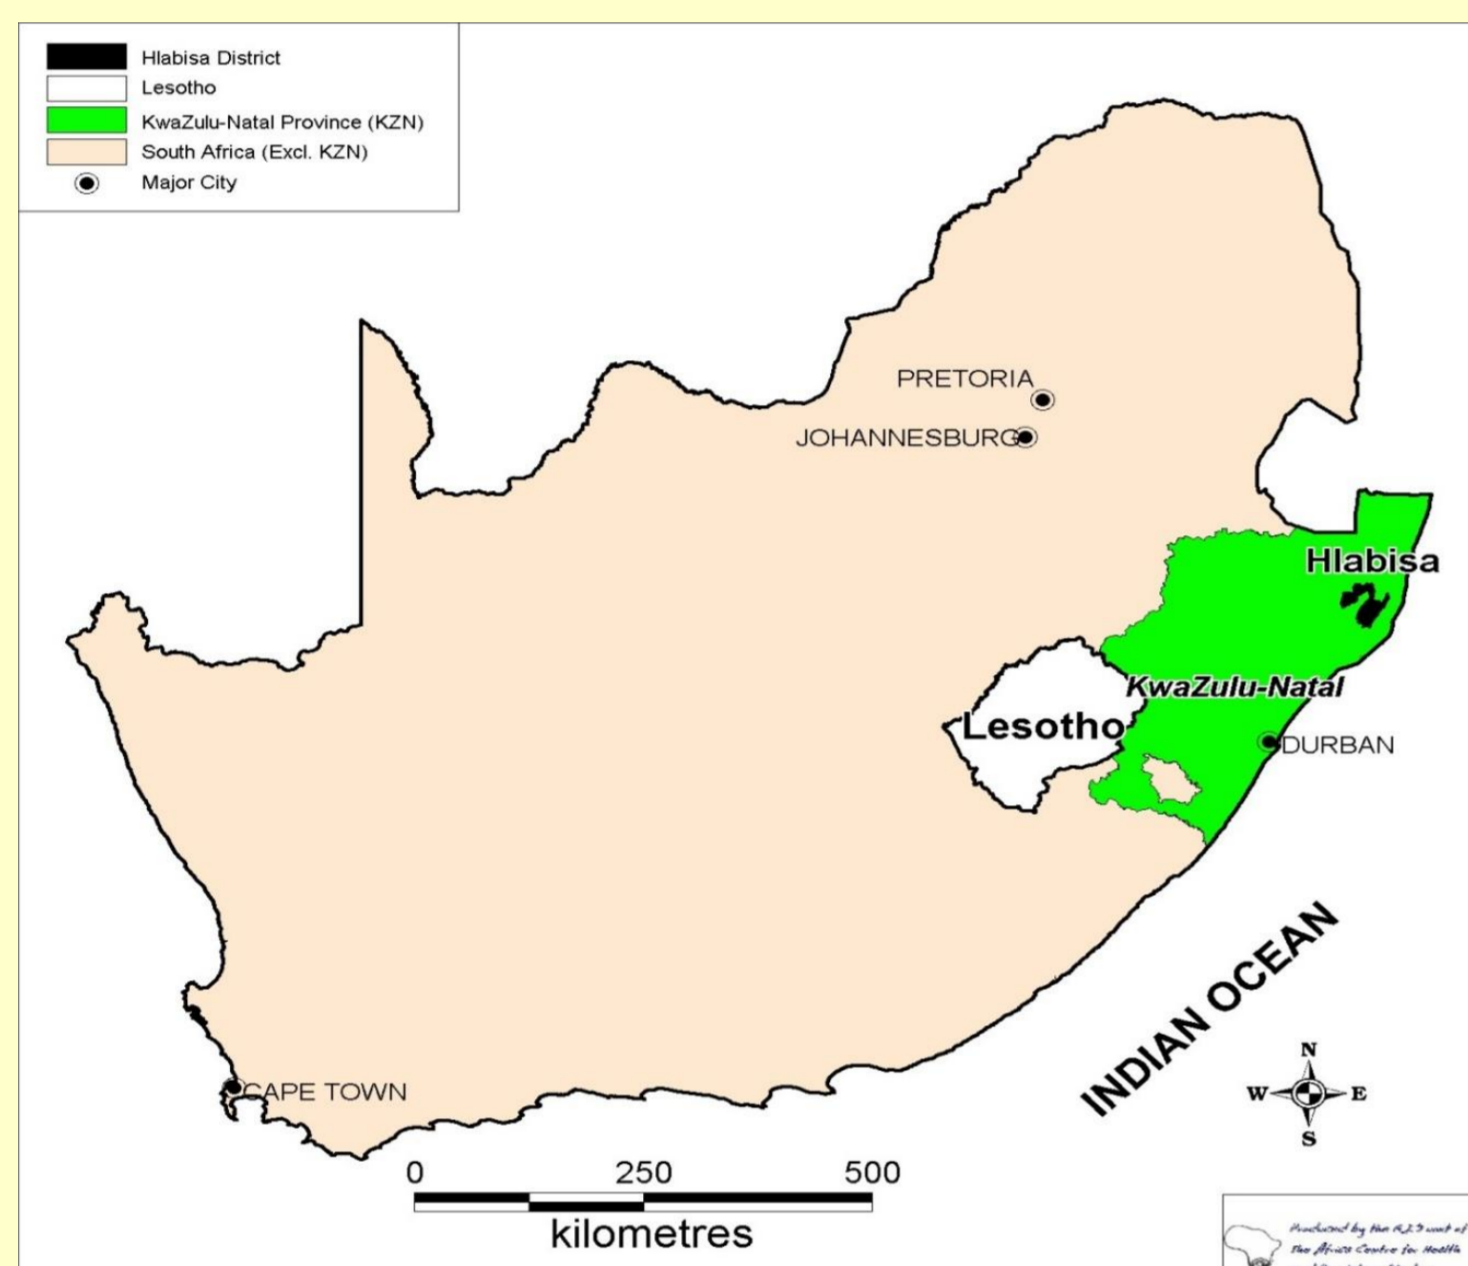 Hlabisa District
Lesotho
KwaZulu-Natal Province (KZN)
South Africa (Excl. KZN)
Major City
PRETORIA
JOHANNESBURG
Hlabisa
KwaZulu-Natal
Lesotho
DURBAN
INDIAN OCEAN
CAPE TOWN
N
W E
S
0 250 500
kilometres
Produced by the
The Africa Centre for Health